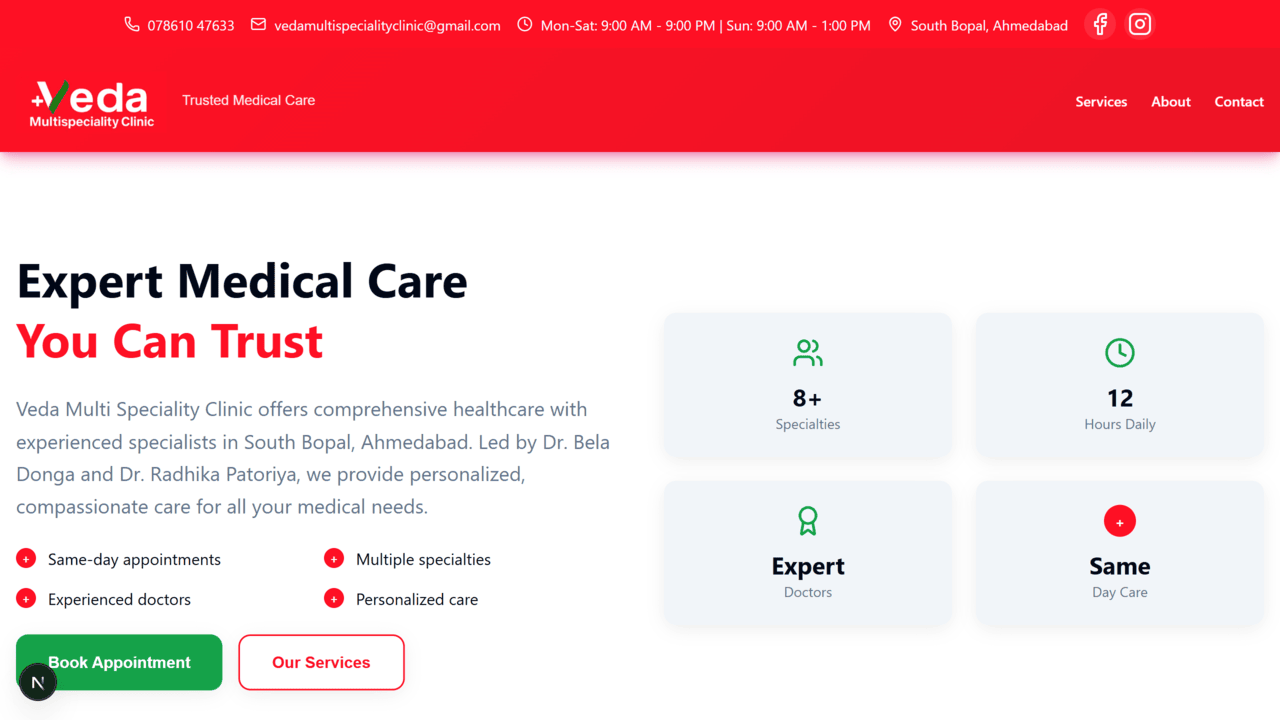 078610 47633 vedamultispecialityclinic@gmail.com Mon-Sat: 9:00 AM - 9:00 PM | Sun: 9:00 AM - 1:00 PM South Bopal, Ahmedabad
+Veda
Multispeciality Clinic
Trusted Medical Care
Services About Contact
Expert Medical Care
You Can Trust
Veda Multi Speciality Clinic offers comprehensive healthcare with
experienced specialists in South Bopal, Ahmedabad. Led by Dr. Bela
Donga and Dr. Radhika Patoriya, we provide personalized,
compassionate care for all your medical needs.
+ Same-day appointments
+ Multiple specialties
+ Experienced doctors
+ Personalized care
Book Appointment
Our Services
N
8+
Specialties
12
Hours Daily
Expert
Doctors
+
Same
Day Care